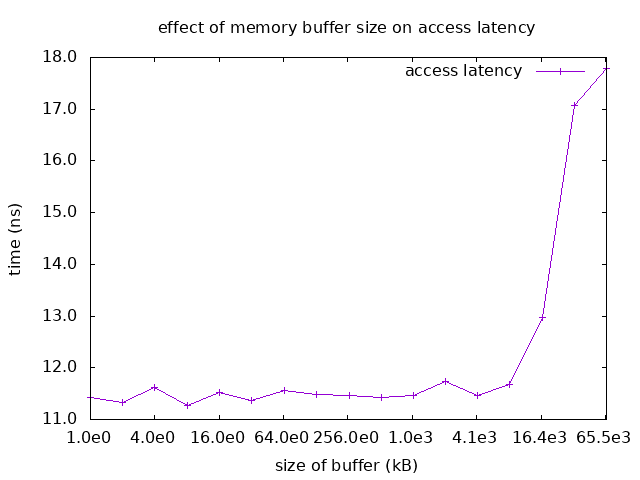 effect of memory buffer size on access latency
access latency
18.0
17.0
16.0
15.0
14.0
13.0
12.0
11.0
time (ns)
1.0e0 4.0e0 16.0e0 64.0e0 256.0e0 1.0e3 4.1e3 16.4e3 65.5e3
size of buffer (kB)